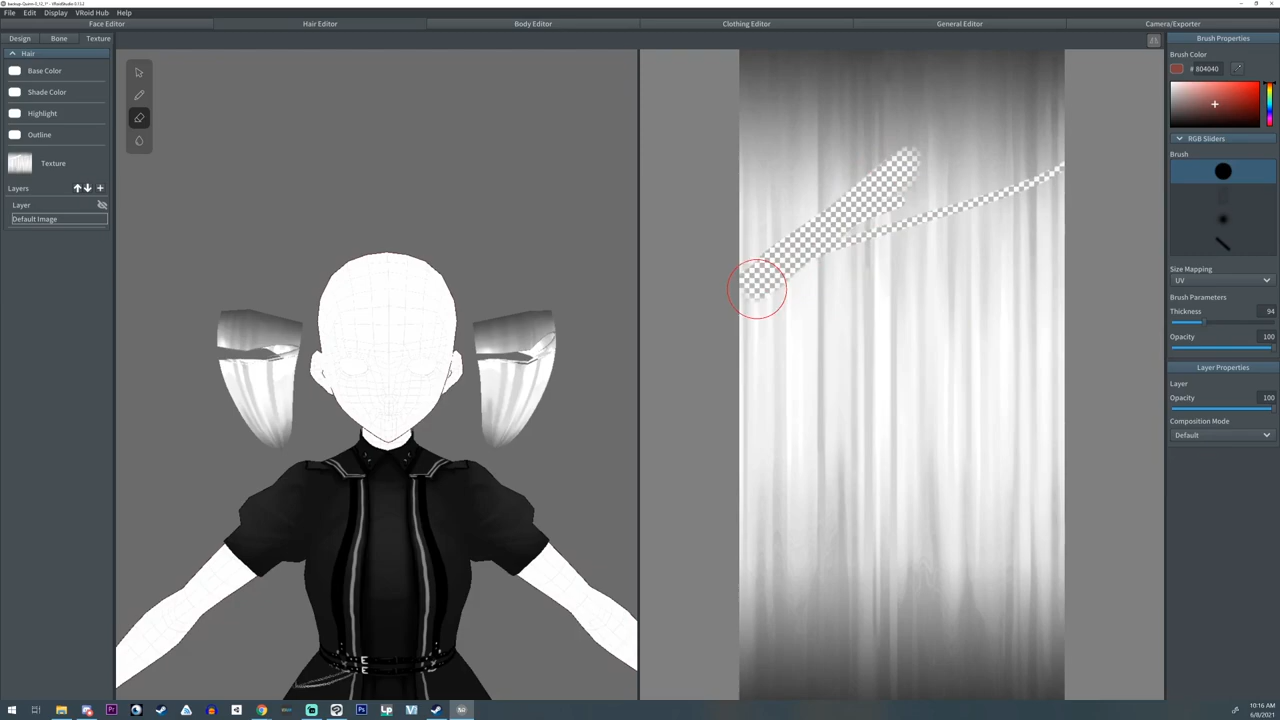 File Edit Display VRoid Hub Help
Face Editor Hair Editor Body Editor Clothing Editor General Editor Camera/Exporter
Design Bone Texture
Hair
Base Color
Shade Color
Highlight
Outline
Texture
Layers
Layer
Default Image
Brush Properties
Brush Color
# 804040
RGB Sliders
Brush
Size Mapping
UV
Brush Parameters
Thickness 94
Opacity 100
Layer Properties
Layer
Opacity 100
Composition Mode
Default
10:16 AM
6/8/2021